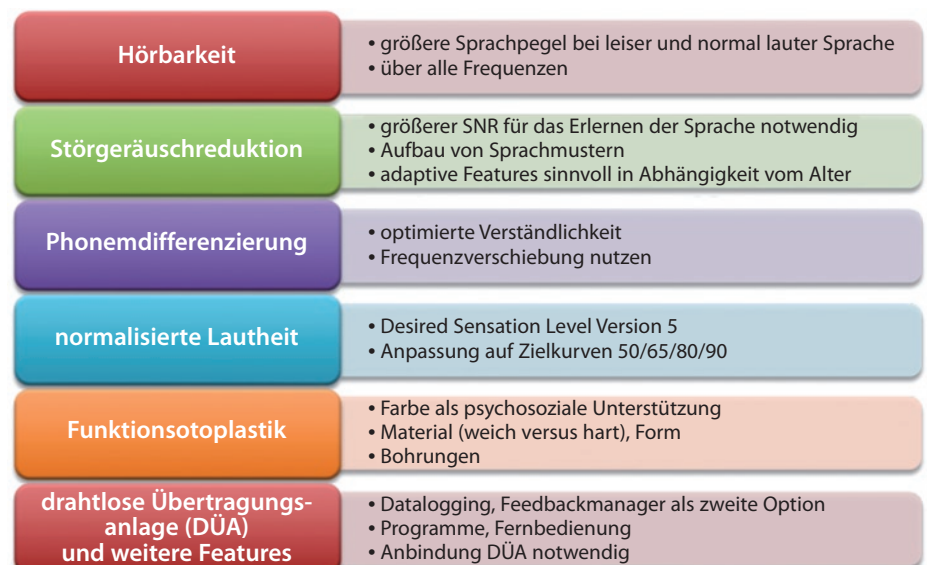 Hörbarkeit
• größere Sprachpegel bei leiser und normal lauter Sprache
• über alle Frequenzen
Störgeräuschreduktion
• größerer SNR für das Erlernen der Sprache notwendig
• Aufbau von Sprachmustern
• adaptive Features sinnvoll in Abhängigkeit vom Alter
Phonemdifferenzierung
• optimierte Verständlichkeit
• Frequenzverschiebung nutzen
normalisierte Lautheit
• Desired Sensation Level Version 5
• Anpassung auf Zielkurven 50/65/80/90
Funktionsotoplastik
• Farbe als psychosoziale Unterstützung
• Material (weich versus hart), Form
• Bohrungen
drahtlose Übertragungs-
anlage (DÜA)
und weitere Features
• Datalogging, Feedbackmanager als zweite Option
• Programme, Fernbedienung
• Anbindung DÜA notwendig